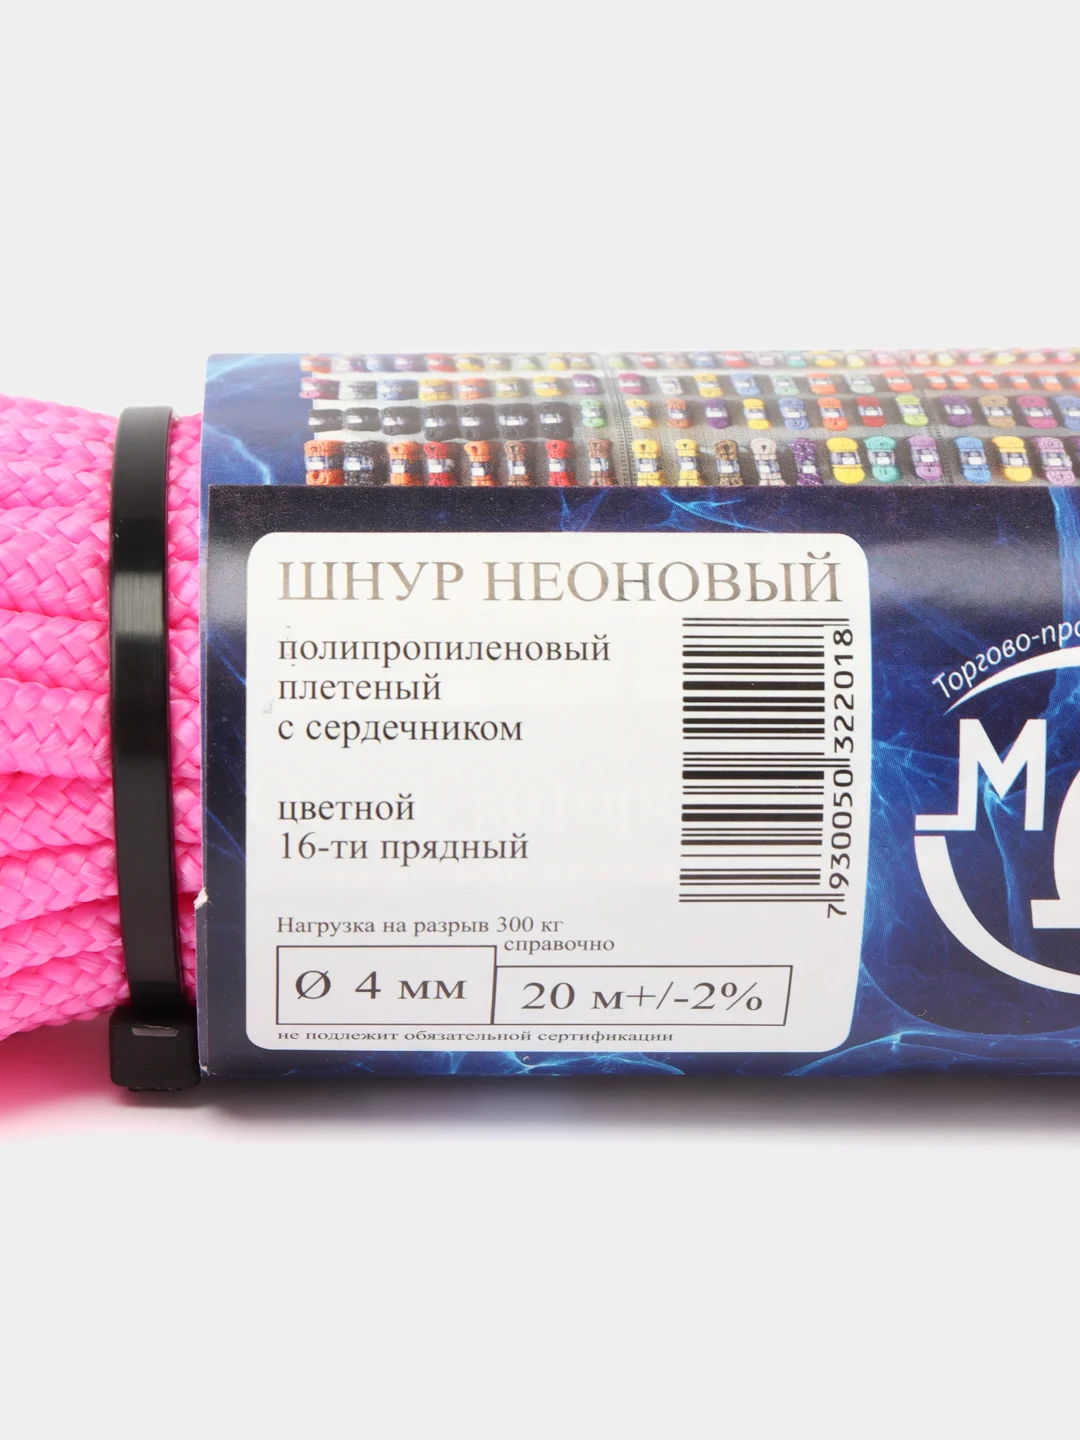 ШНУР НЕОНОВЫЙ
полипропиленовый
плетеный
с сердечником
цветной
16-ти прядный
Нагрузка на разрыв 300 кг
справочно
Ø 4 мм
20 м+/-2%
не подлежит обязательной сертификации
7930050322018
Торгово-про
М